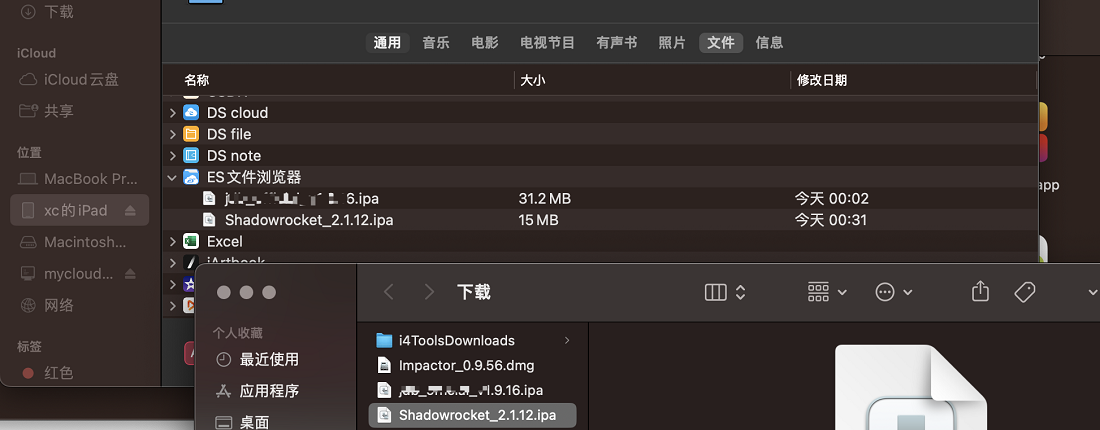 下载
iCloud
iCloud云盘
共享
位置
MacBook Pr...
xc的iPad
Macintosh...
mycloud...
网络
标签
红色
通用 音乐 电影 电视节目 有声书 照片 文件 信息
名称 大小 修改日期
DS cloud
DS file
DS note
ES文件浏览器
6.ipa 31.2 MB 今天 00:02
Shadowrocket_2.1.12.ipa 15 MB 今天 00:31
Excel
app
下载
个人收藏
最近使用
应用程序
桌面
i4ToolsDownloads
Impactor_0.9.56.dmg
.9.16.ipa
Shadowrocket_2.1.12.ipa